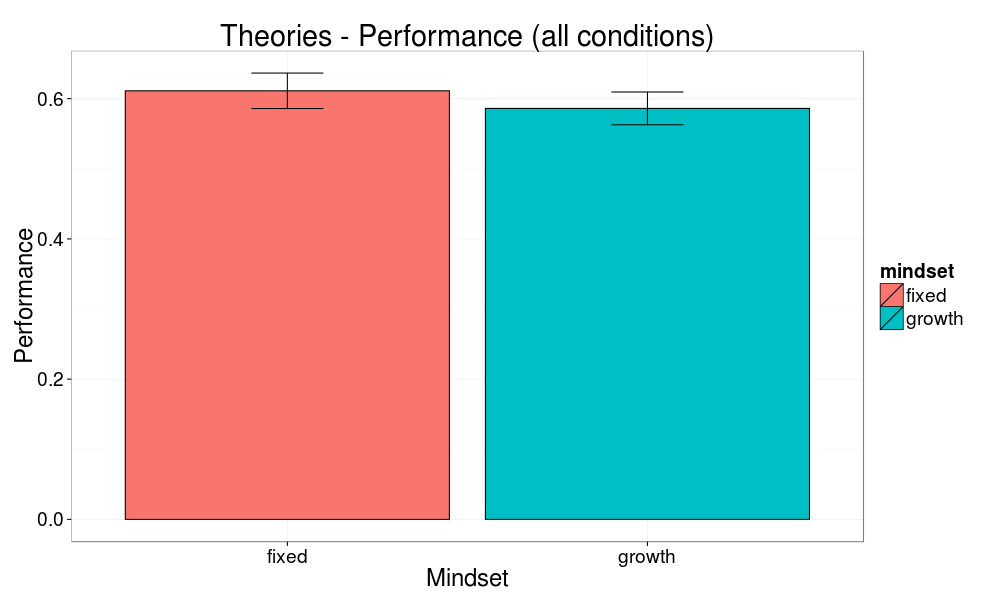 Theories - Performance (all conditions)
Performance
0.6
0.4
0.2
0.0
fixed
growth
Mindset
mindset
fixed
growth